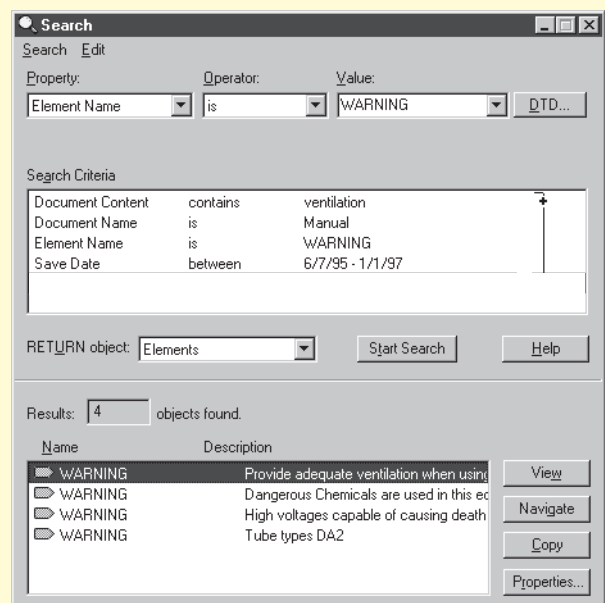 Search
Search Edit
Property: Operator: Value:
Element Name is WARNING DTD...
Search Criteria
Document Content contains ventilation
Document Name is Manual
Element Name is WARNING
Save Date between 6/7/95 - 1/1/97
RETURN object: Elements Start Search Help
Results: 4 objects found.
Name Description
WARNING Provide adequate ventilation when using View
WARNING Dangerous Chemicals are used in this
WARNING High voltages capable of causing death Navigate
WARNING Tube types DA2 Copy
Properties...